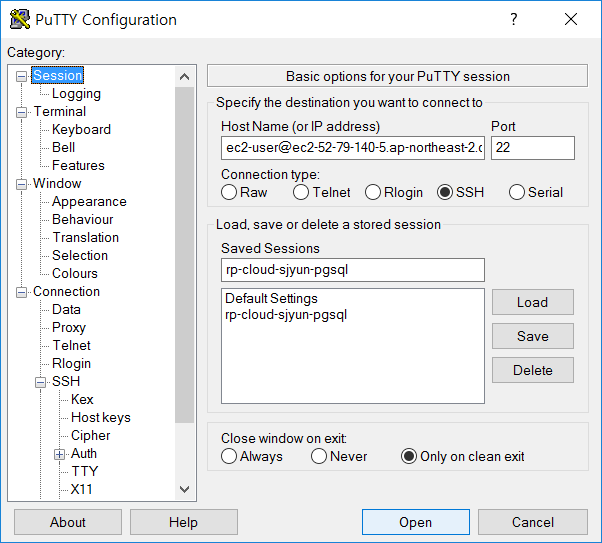 PuTTY Configuration
?
Category:
Session
Logging
Terminal
Keyboard
Bell
Features
Window
Appearance
Behaviour
Translation
Selection
Colours
Connection
Data
Proxy
Telnet
Rlogin
SSH
Kex
Host keys
Cipher
Auth
TTY
X11
Basic options for your PuTTY session
Specify the destination you want to connect to
Host Name (or IP address) Port
ec2-user@ec2-52-79-140-5.ap-northeast-2.c 22
Connection type:
Raw Telnet Rlogin SSH Serial
Load, save or delete a stored session
Saved Sessions
rp-cloud-sjyun-pgsql
Default Settings
rp-cloud-sjyun-pgsql
Load
Save
Delete
Close window on exit:
Always Never Only on clean exit
About Help Open Cancel